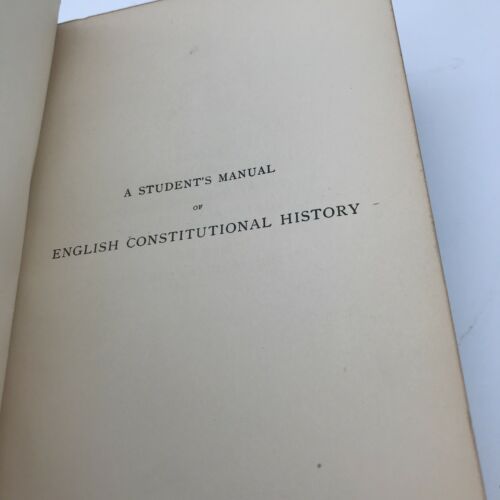 A STUDENT'S MANUAL
OF
ENGLISH CONSTITUTIONAL HISTORY